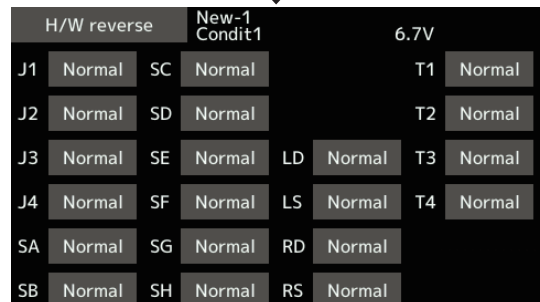 H/W reverse New-1
Condit1 6.7V
J1 Normal SC Normal T1 Normal
J2 Normal SD Normal T2 Normal
J3 Normal SE Normal LD Normal T3 Normal
J4 Normal SF Normal LS Normal T4 Normal
SA Normal SG Normal RD Normal
SB Normal SH Normal RS Normal